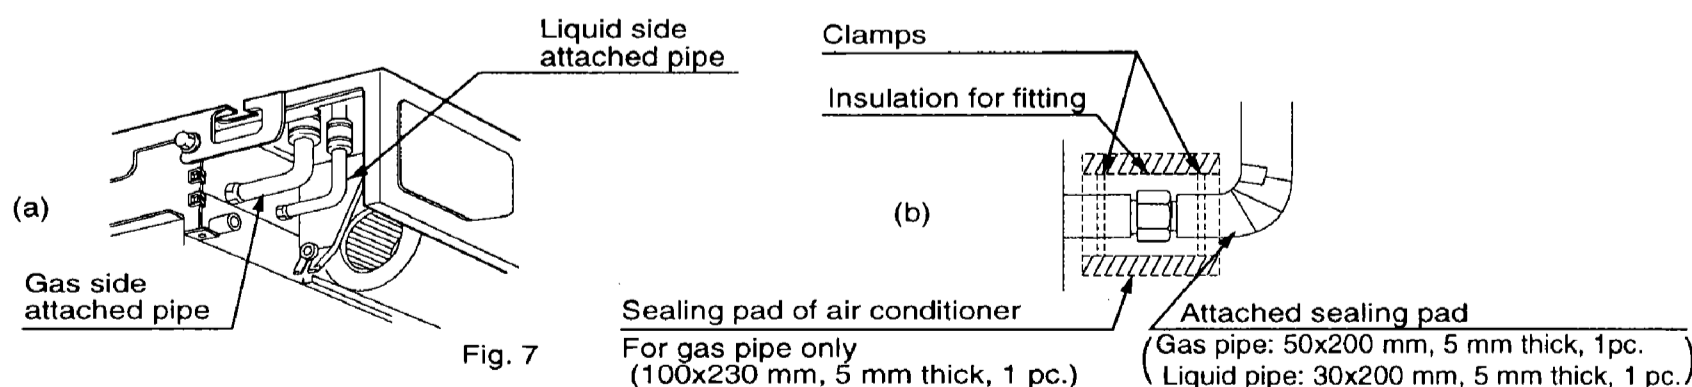 Liquid side
attached pipe
(a)
Gas side
attached pipe
Fig. 7
Clamps
Insulation for fitting
(b)
Sealing pad of air conditioner
For gas pipe only
(100x230 mm, 5 mm thick, 1 pc.)
Attached sealing pad
(Gas pipe: 50x200 mm, 5 mm thick, 1pc.
Liquid pipe: 30x200 mm, 5 mm thick, 1 pc.)